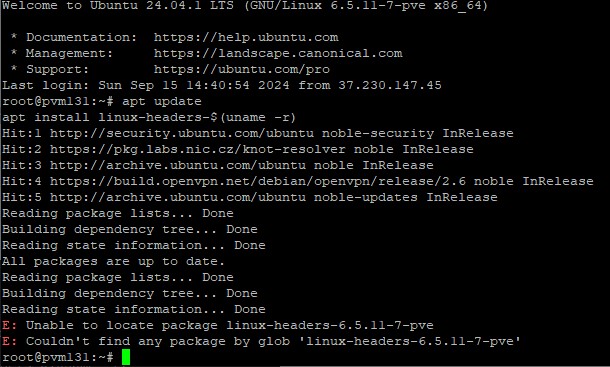 Welcome to Ubuntu 24.04.1 LTS (GNU/Linux 6.5.11-7-pve x86_64)
* Documentation: https://help.ubuntu.com
* Management: https://landscape.canonical.com
* Support: https://ubuntu.com/pro
Last login: Sun Sep 15 14:40:54 2024 from 37.230.147.45
root@pvm131:~# apt update
apt install linux-headers-$(uname -r)
Hit:1 http://security.ubuntu.com/ubuntu noble-security InRelease
Hit:2 https://pkg.labs.nic.cz/knot-resolver noble InRelease
Hit:3 http://archive.ubuntu.com/ubuntu noble InRelease
Hit:4 https://build.openvpn.net/debian/openvpn/release/2.6 noble InRelease
Hit:5 http://archive.ubuntu.com/ubuntu noble-updates InRelease
Reading package lists... Done
Building dependency tree... Done
Reading state information... Done
All packages are up to date.
Reading package lists... Done
Building dependency tree... Done
Reading state information... Done
E: Unable to locate package linux-headers-6.5.11-7-pve
E: Couldn't find any package by glob 'linux-headers-6.5.11-7-pve'
root@pvm131:~#